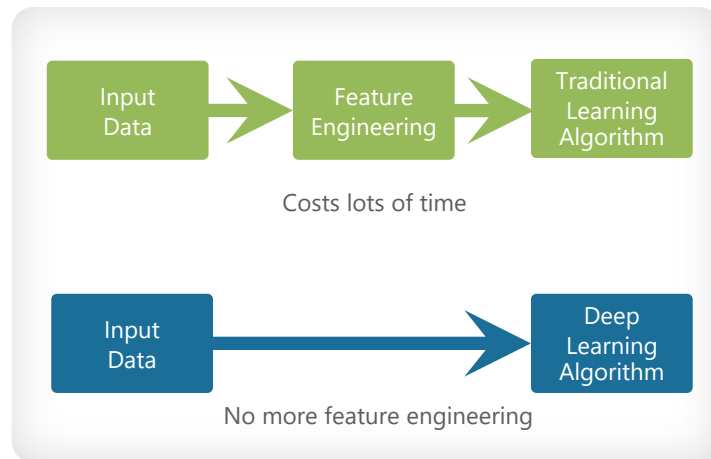 Input
Data
Feature
Engineering
Traditional
Learning
Algorithm
Costs lots of time
Input
Data
Deep
Learning
Algorithm
No more feature engineering